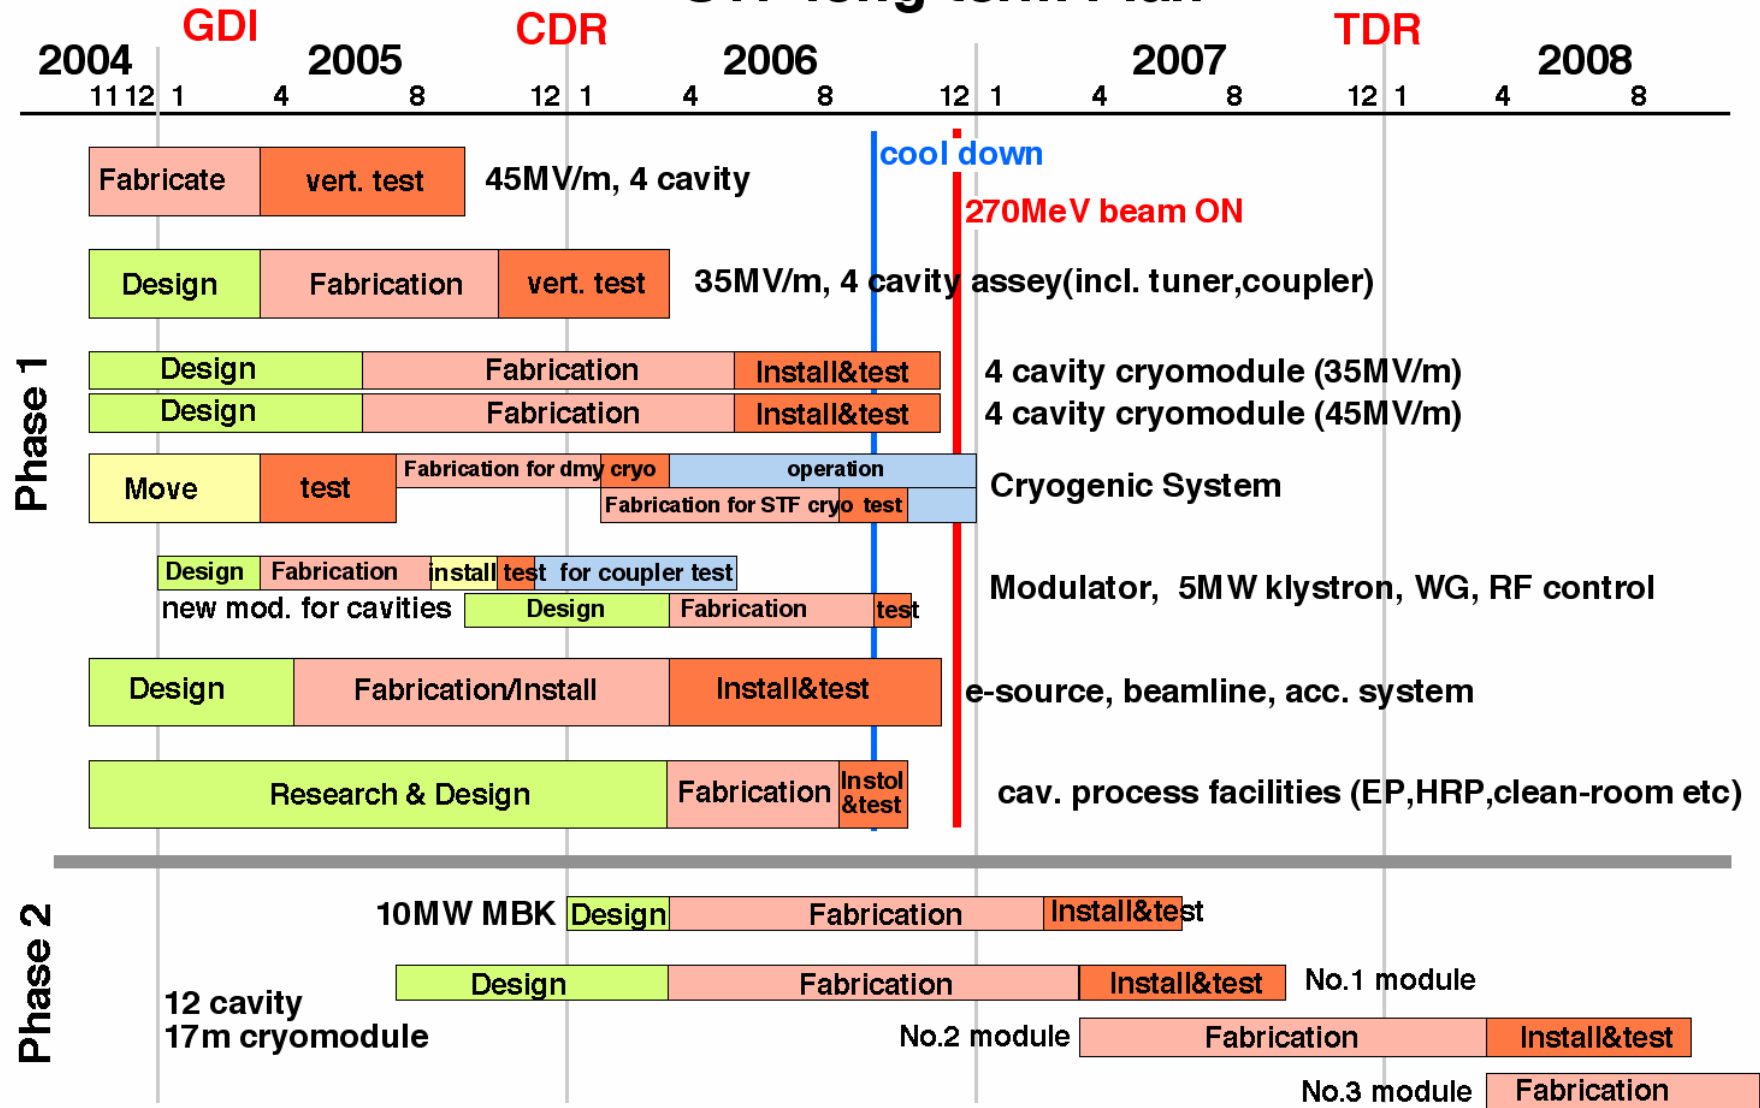 GDI CDR TDR
2004 2005 2006 2007 2008
11 12 1 4 8 12 1 4 8 12 1 4 8 12 1 4 8
cool down
Fabricate vert. test 45MV/m, 4 cavity
270MeV beam ON
Design Fabrication vert. test 35MV/m, 4 cavity assey(incl. tuner,coupler)
Phase 1
Design Fabrication Install&test 4 cavity cryomodule (35MV/m)
Design Fabrication Install&test 4 cavity cryomodule (45MV/m)
Fabrication for dmy cryo operation
Move test Cryogenic System
Fabrication for STF cryo test
Design Fabrication install test for coupler test
Modulator, 5MW klystron, WG, RF control
new mod. for cavities Design Fabrication test
Design Fabrication/Install Install&test e-source, beamline, acc. system
Research & Design Fabrication Instol
&test
cav. process facilities (EP,HRP,clean-room etc)
Phase 2
10MW MBK Design Fabrication Install&test
Design Fabrication Install&test No.1 module
12 cavity
17m cryomodule
No.2 module Fabrication Install&test
No.3 module Fabrication